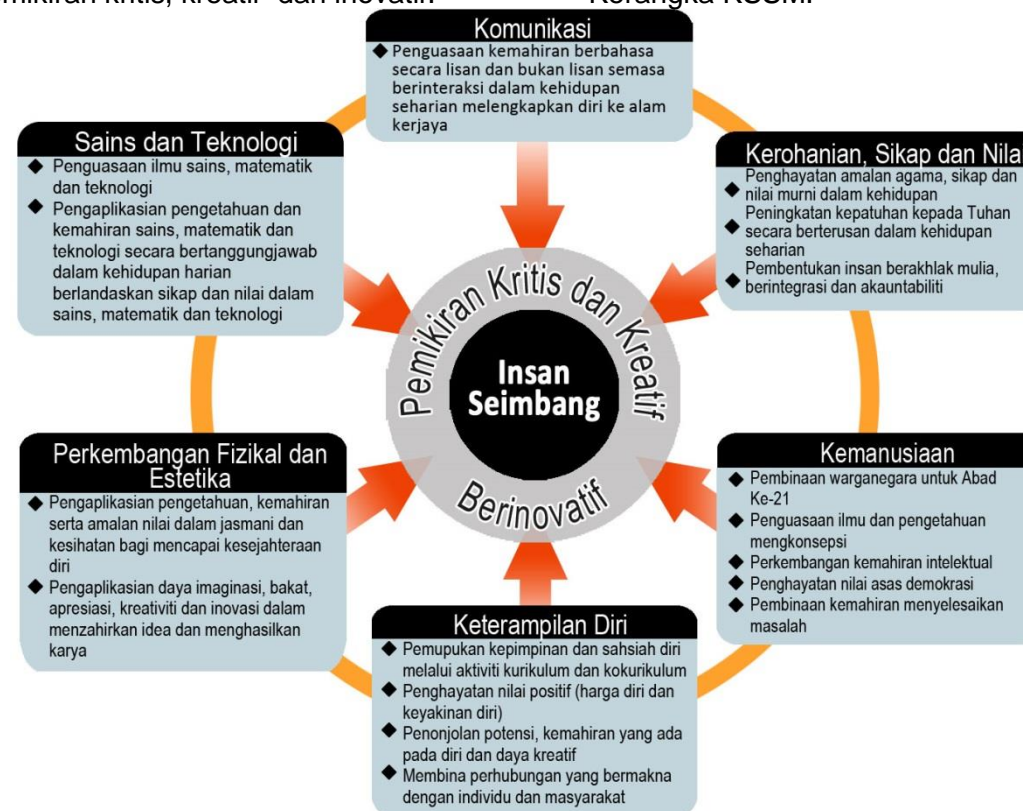 kritis, kreatif dan inovatif.
Kerangka KSSM.
Komunikasi
◆ Penguasaan kemahiran berbahasa
secara lisan dan bukan lisan semasa
berinteraksi dalam kehidupan
seharian melengkapkan diri ke alam
kerjaya
Sains dan Teknologi
◆ Penguasaan ilmu sains, matematik
dan teknologi
◆ Pengaplikasian pengetahuan dan
kemahiran sains, matematik dan
teknologi secara bertanggungjawab
dalam kehidupan harian
berlandaskan sikap dan nilai dalam
sains, matematik dan teknologi
Kerohanian, Sikap dan Nilai
Penghayatan amalan agama, sikap dan
◆ nilai murni dalam kehidupan
Peningkatan kepatuhan kepada Tuhan
◆ secara berterusan dalam kehidupan
seharian
Pembentukan insan berakhlak mulia,
◆ berintegrasi dan akauntabiliti
Pemikiran Kritis dan Kreatif
Insan
Seimbang
Berinovatif
Perkembangan Fizikal dan
Estetika
◆ Pengaplikasian pengetahuan, kemahiran
serta amalan nilai dalam jasmani dan
kesihatan bagi mencapai kesejahteraan
diri
◆ Pengaplikasian daya imaginasi, bakat,
apresiasi, kreativiti dan inovasi dalam
menzahirkan idea dan menghasilkan
karya
Kemanusiaan
◆ Pembinaan warganegara untuk Abad
Ke-21
◆ Penguasaan ilmu dan pengetahuan
mengkonsepsi
◆ Perkembangan kemahiran intelektual
◆ Penghayatan nilai asas demokrasi
◆ Pembinaan kemahiran menyelesaikan
masalah
Keterampilan Diri
◆ Pemupukan kepimpinan dan sahsiah diri
melalui aktiviti kurikulum dan kokurikulum
◆ Penghayatan nilai positif (harga diri dan
keyakinan diri)
◆ Penonjolan potensi, kemahiran yang ada
pada diri dan daya kreatif
◆ Membina perhubungan yang bermakna
dengan individu dan masyarakat